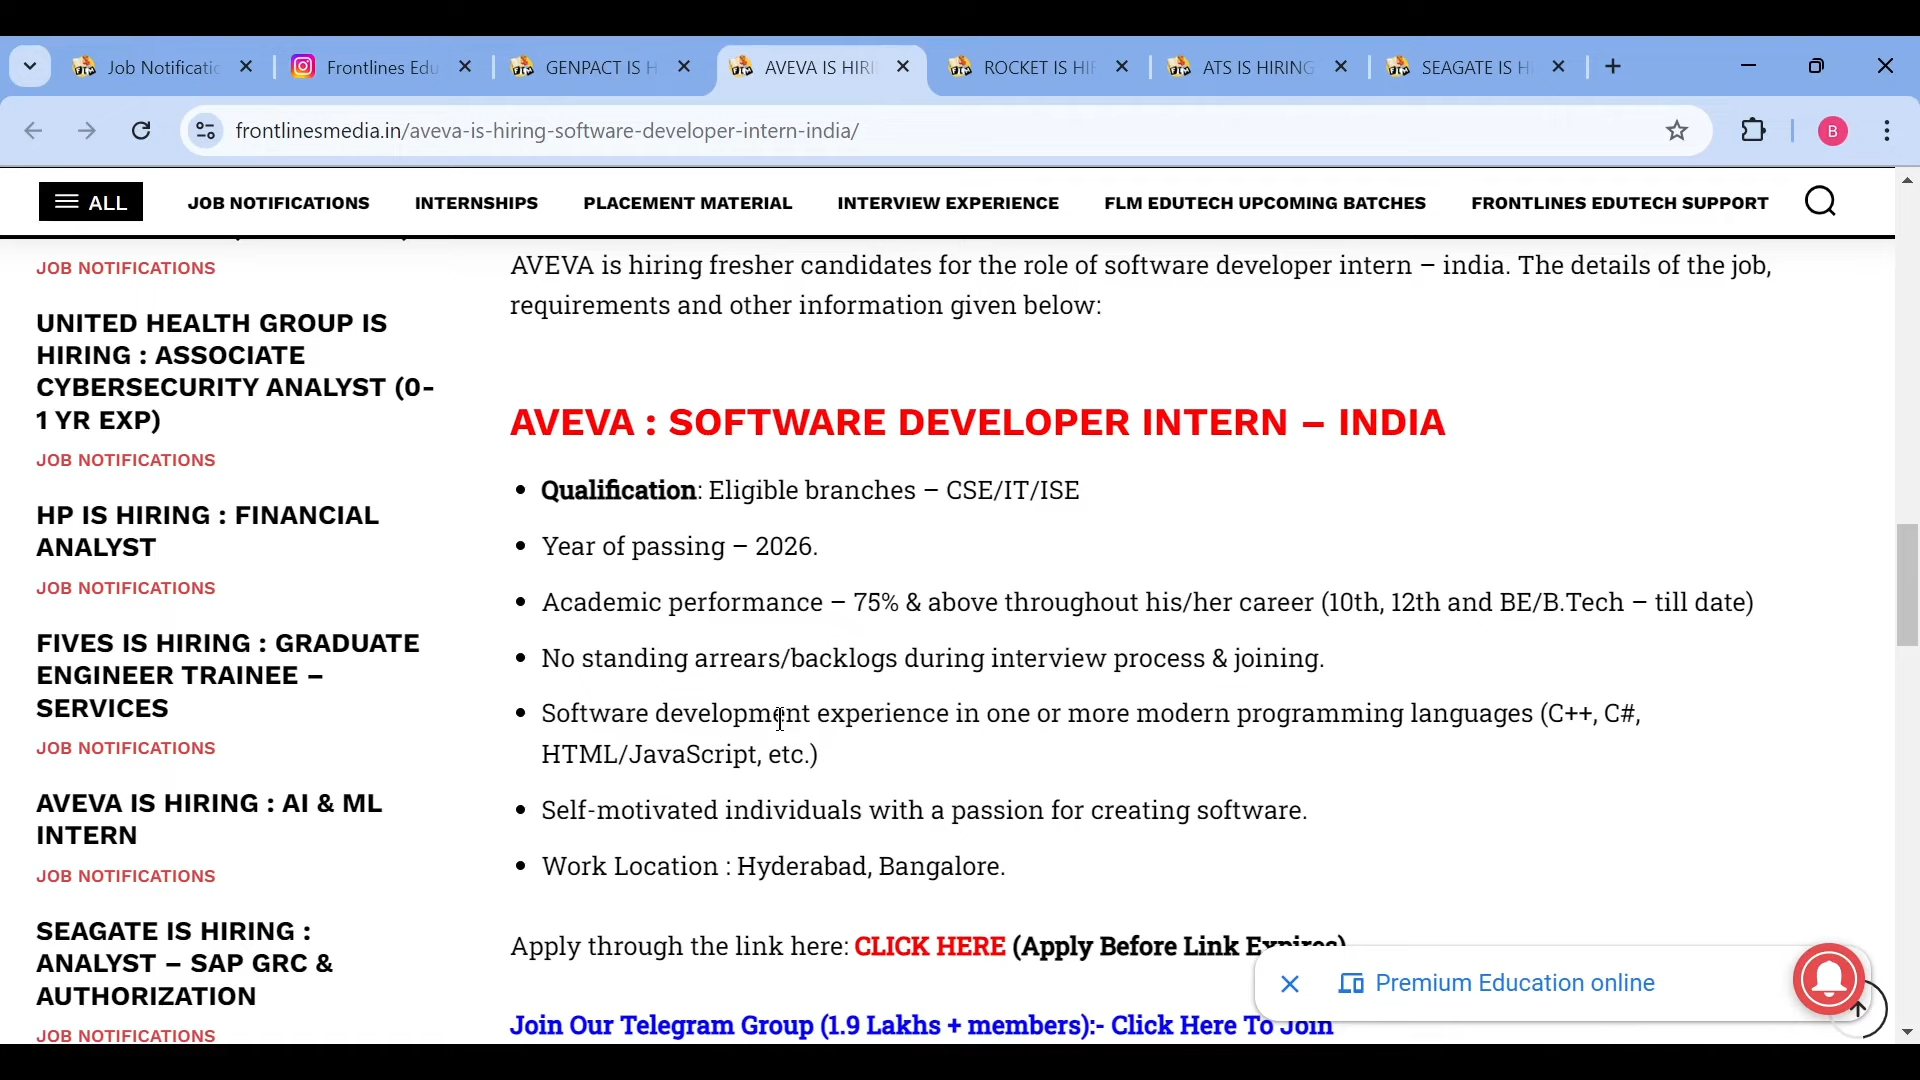 Job Notificatic
Frontlines Edu
GENPACT IS H
AVEVA IS HIRI
ROCKET IS HIR
ATS IS HIRING
SEAGATE IS H
frontlinesmedia.in/aveva-is-hiring-software-developer-intern-india/
B
ALL
JOB NOTIFICATIONS
INTERNSHIPS
PLACEMENT MATERIAL
INTERVIEW EXPERIENCE
FLM EDUTECH UPCOMING BATCHES
FRONTLINES EDUTECH SUPPORT
JOB NOTIFICATIONS
UNITED HEALTH GROUP IS
HIRING : ASSOCIATE
CYBERSECURITY ANALYST (0-
1 YR EXP)
JOB NOTIFICATIONS
HP IS HIRING : FINANCIAL
ANALYST
JOB NOTIFICATIONS
FIVES IS HIRING : GRADUATE
ENGINEER TRAINEE –
SERVICES
JOB NOTIFICATIONS
AVEVA IS HIRING : AI & ML
INTERN
JOB NOTIFICATIONS
SEAGATE IS HIRING :
ANALYST – SAP GRC &
AUTHORIZATION
JOB NOTIFICATIONS
AVEVA is hiring fresher candidates for the role of software developer intern – india. The details of the job,
requirements and other information given below:
AVEVA : SOFTWARE DEVELOPER INTERN – INDIA
• Qualification: Eligible branches – CSE/IT/ISE
• Year of passing – 2026.
• Academic performance – 75% & above throughout his/her career (10th, 12th and BE/B.Tech – till date)
• No standing arrears/backlogs during interview process & joining.
• Software development experience in one or more modern programming languages (C++, C#,
HTML/JavaScript, etc.)
• Self-motivated individuals with a passion for creating software.
• Work Location : Hyderabad, Bangalore.
Apply through the link here: CLICK HERE (Apply Before Link Expires)
Premium Education online
Join Our Telegram Group (1.9 Lakhs + members):- Click Here To Join